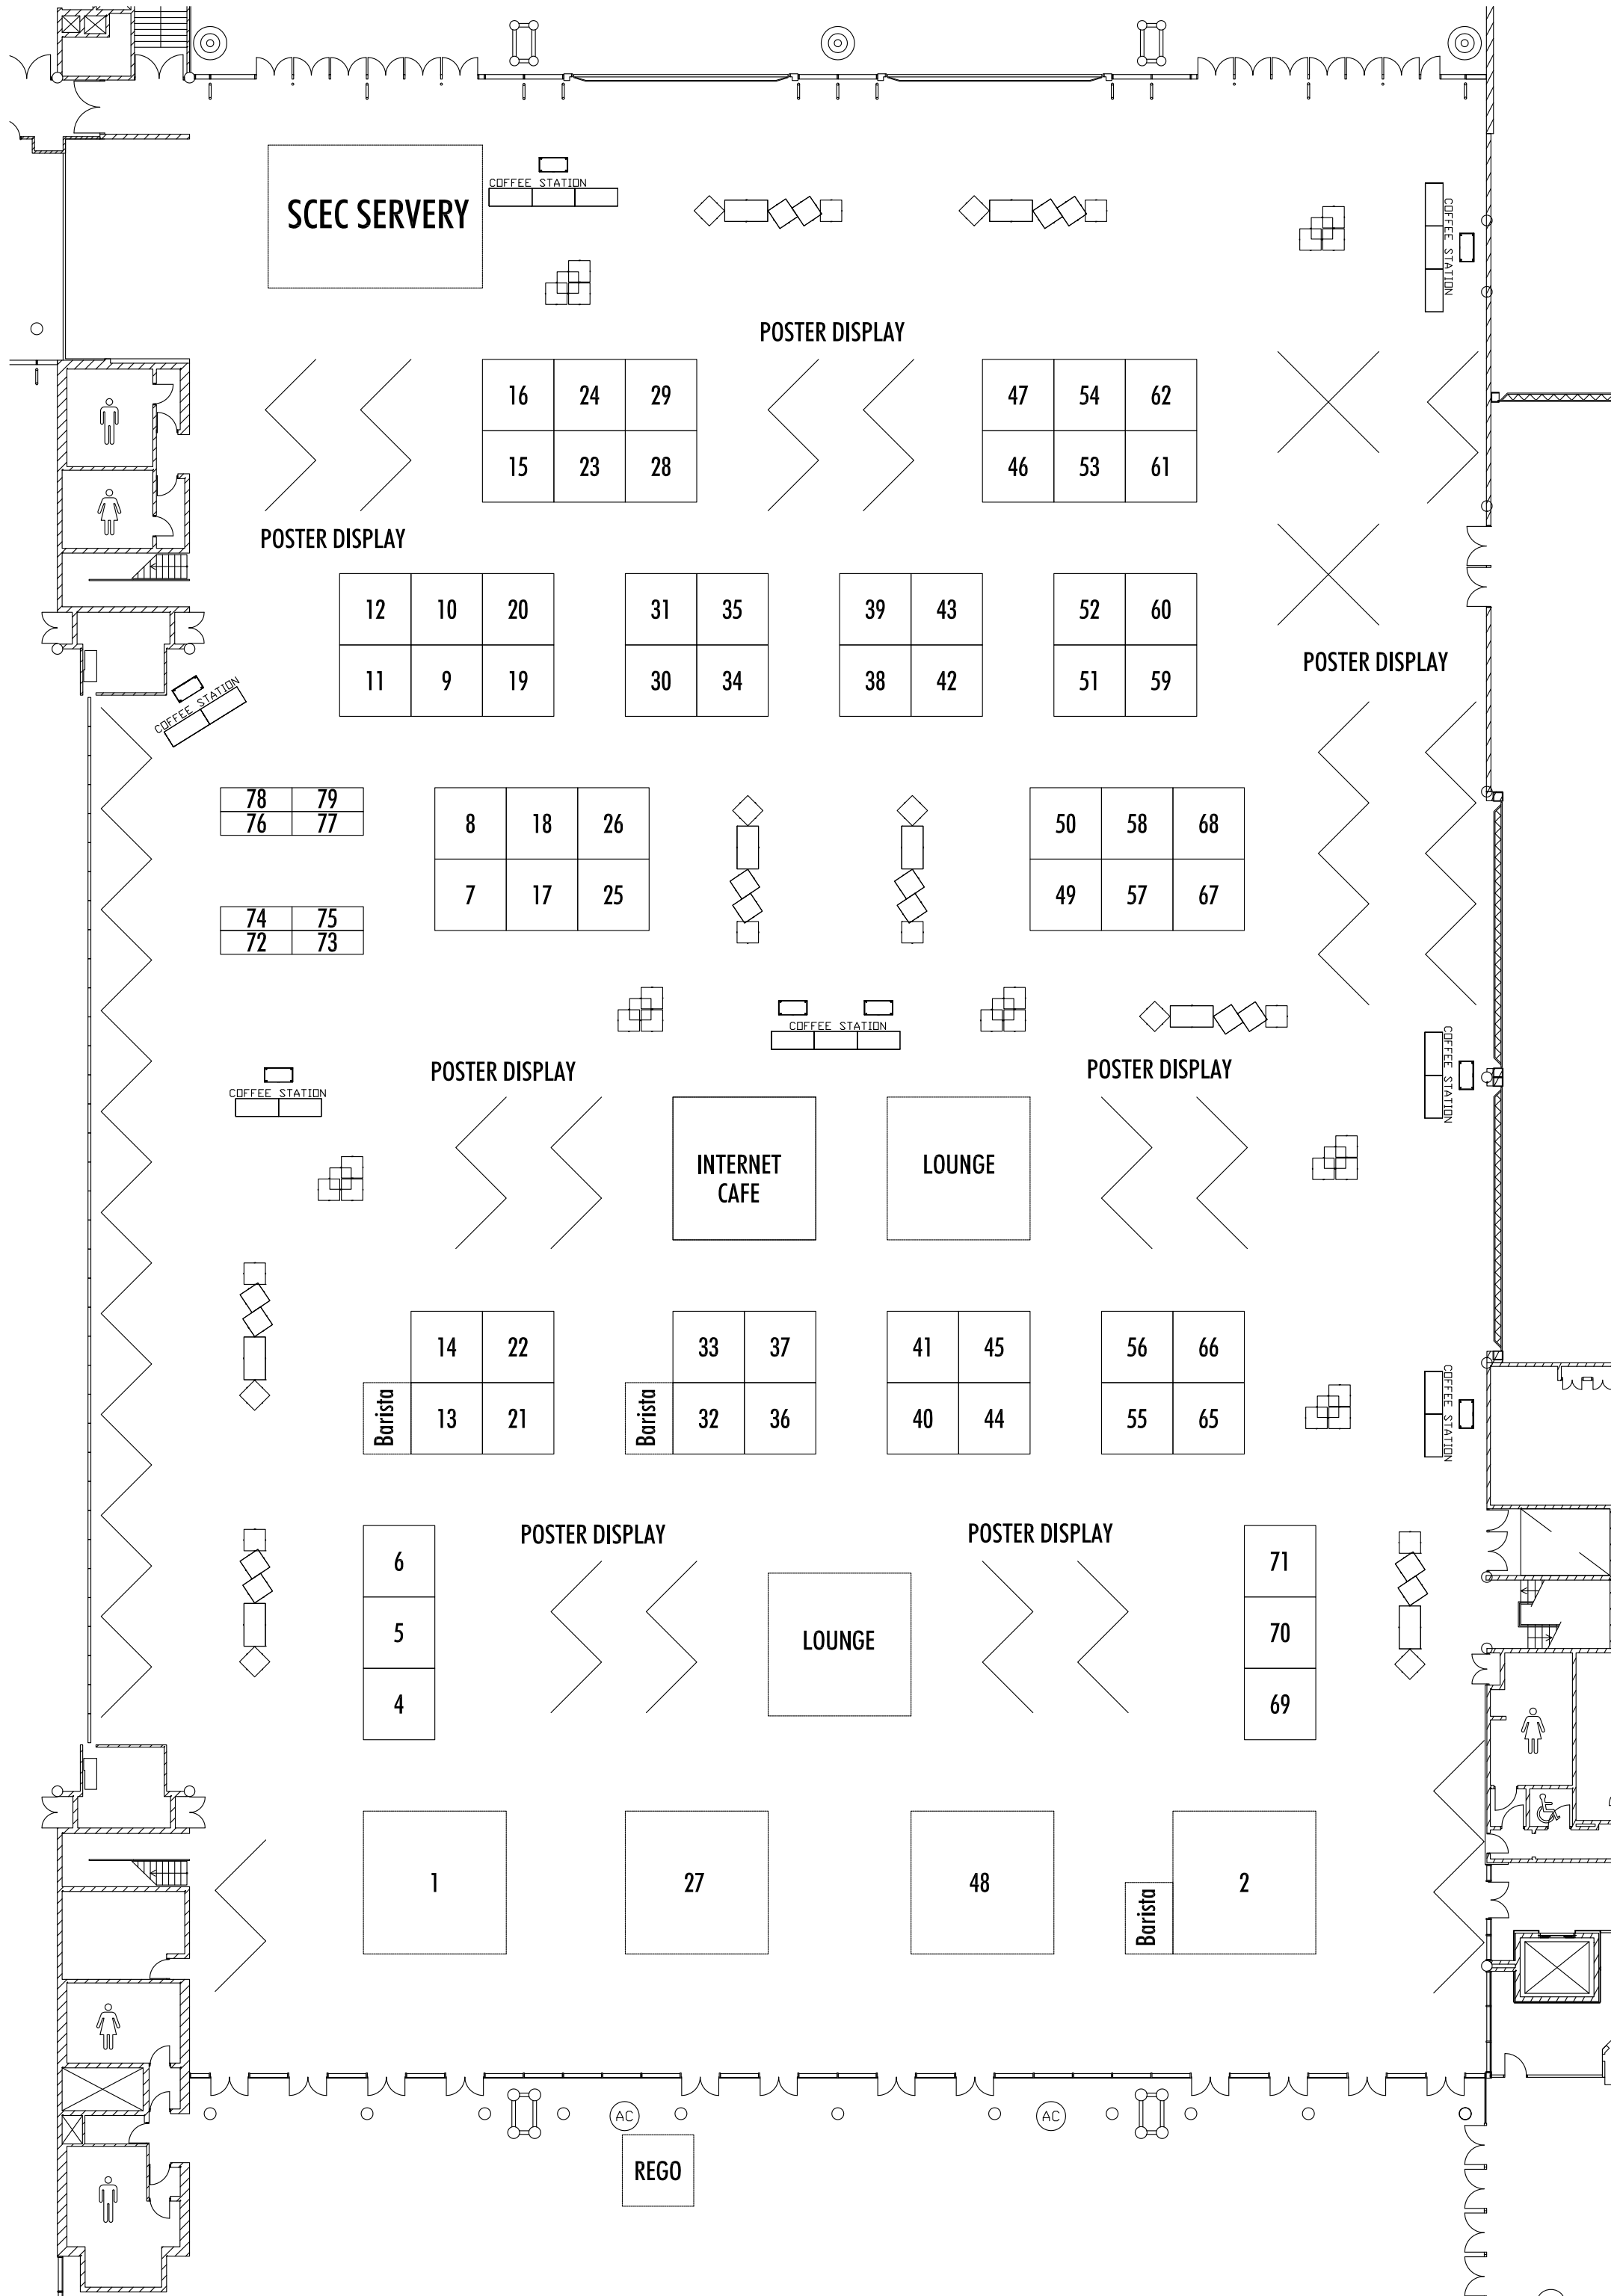 SCEC SERVERY
COFFEE STATION
COFFEE STATION
POSTER DISPLAY
16 24 29
15 23 28
47 54 62
46 53 61
POSTER DISPLAY
12 10 20
11 9 19
31 35
30 34
39 43
38 42
52 60
51 59
POSTER DISPLAY
COFFEE STATION
78 79
76 77
8 18 26
7 17 25
50 58 68
49 57 67
74 75
72 73
COFFEE STATION
COFFEE STATION
POSTER DISPLAY
POSTER DISPLAY
COFFEE STATION
INTERNET
CAFE
LOUNGE
14 22
Barista
13 21
33 37
Barista
32 36
41 45
40 44
56 66
55 65
COFFEE STATION
POSTER DISPLAY
POSTER DISPLAY
6
5
4
LOUNGE
71
70
69
1
27
48
Barista
2
AC
AC
REGO